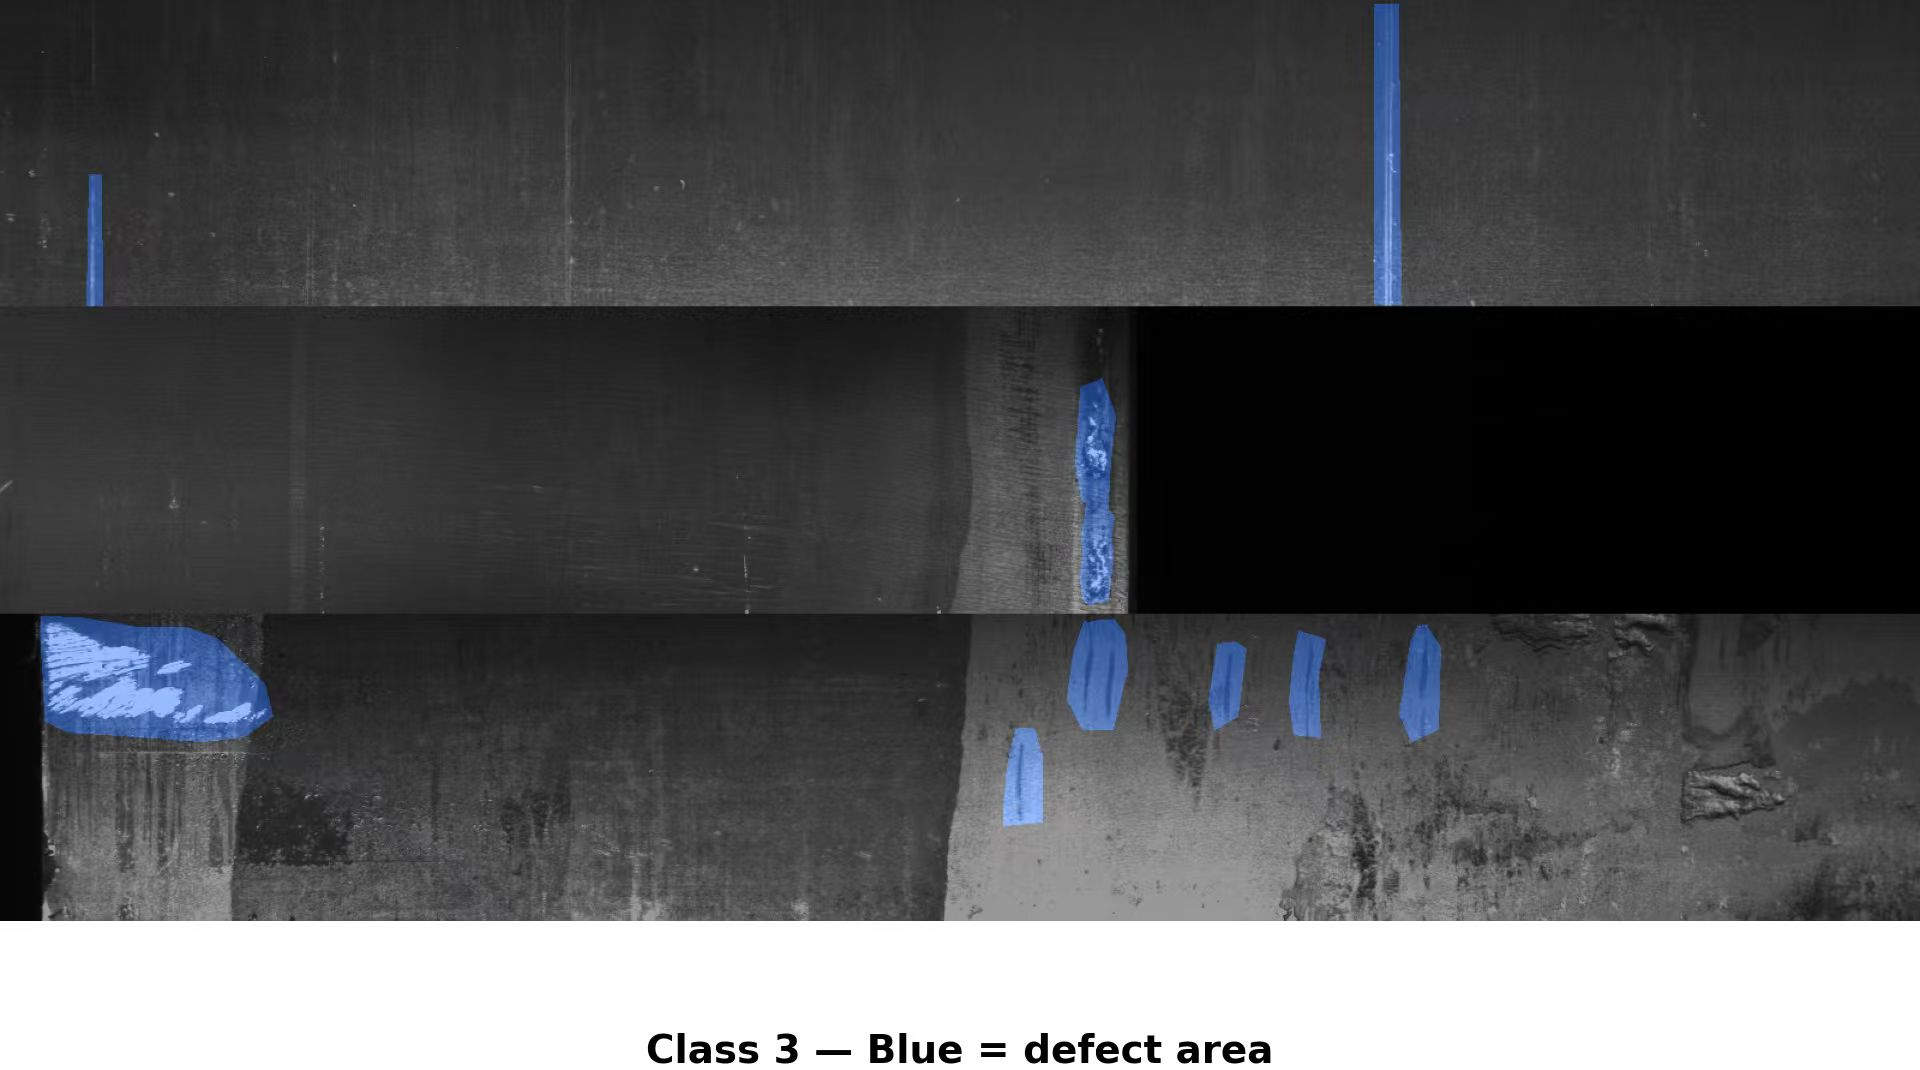 Class 3 — Blue = defect area